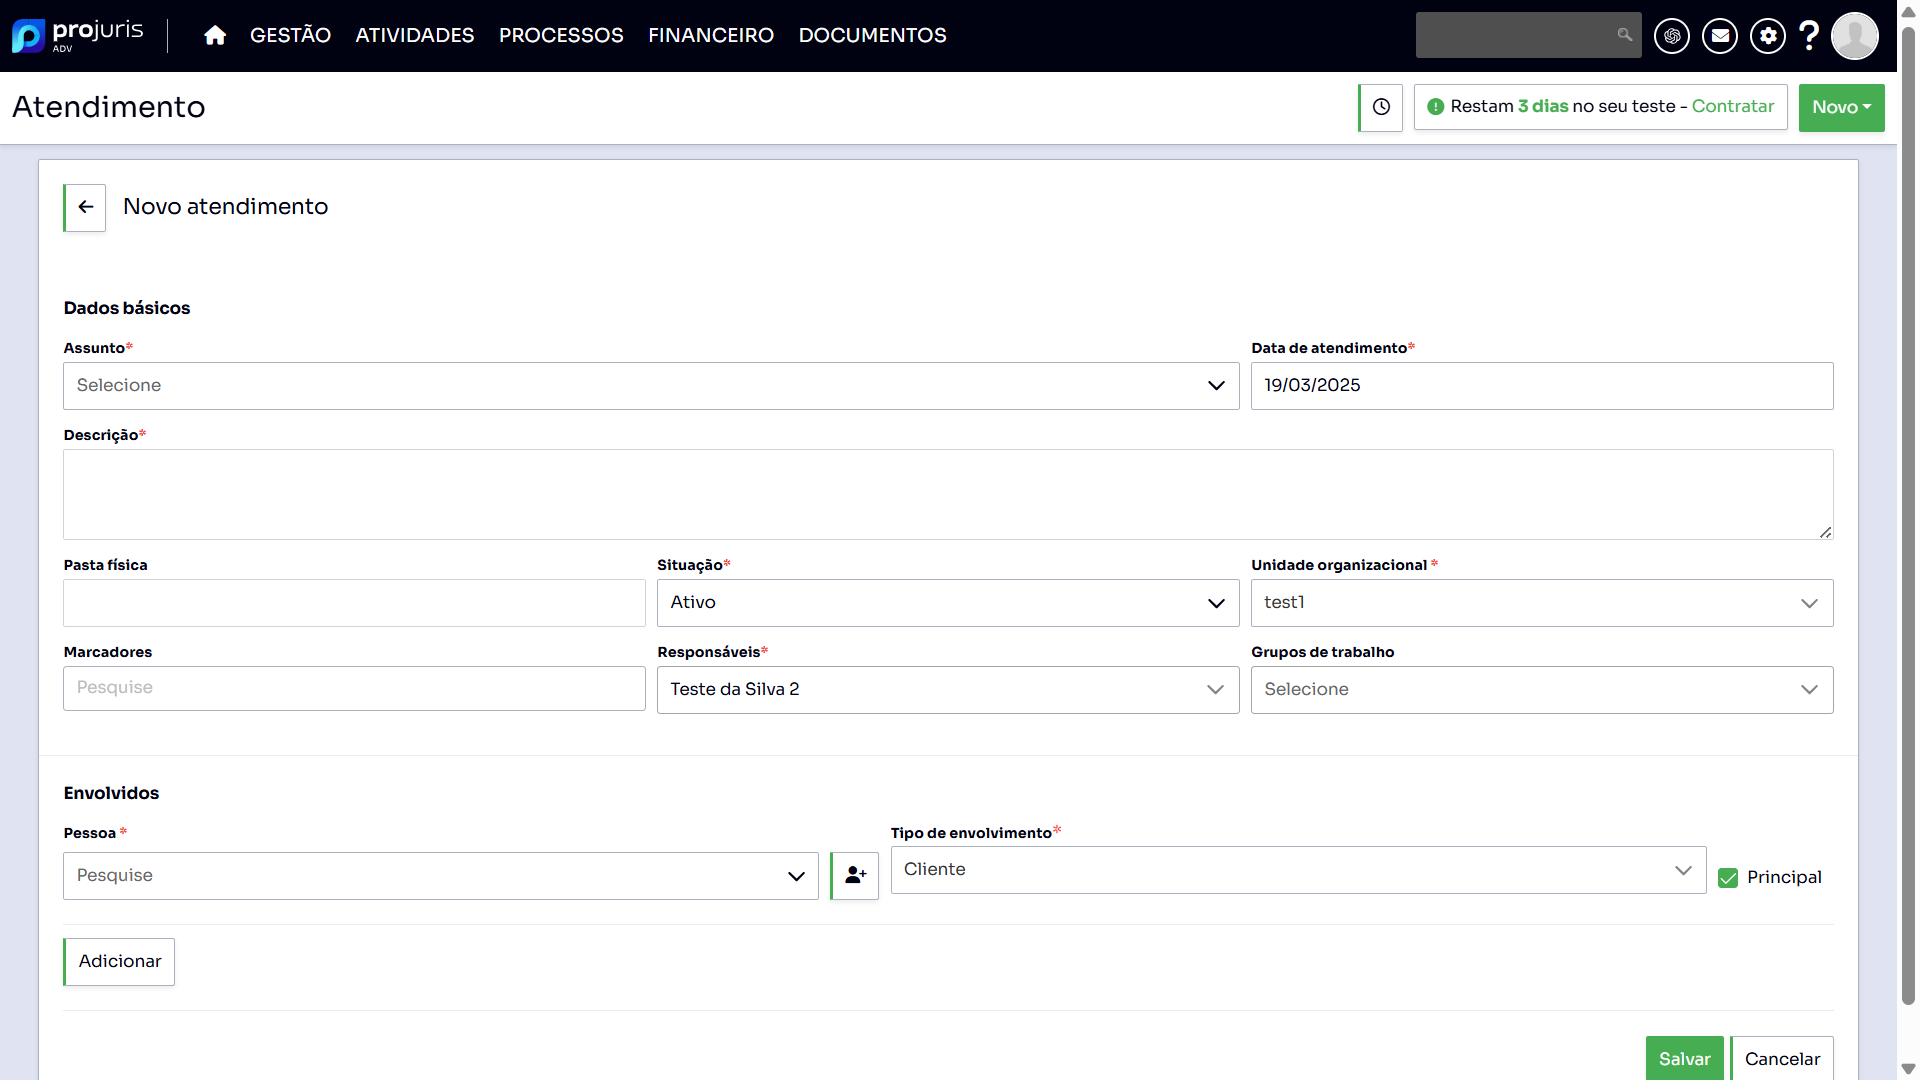 projuris
ADV
GESTÃO
ATIVIDADES
PROCESSOS
FINANCEIRO
DOCUMENTOS
Atendimento
Restam 3 dias no seu teste - Contratar
Novo
Novo atendimento
Dados básicos
Assunto*
Data de atendimento*
Selecione
19/03/2025
Descrição*
Pasta física
Situação*
Unidade organizacional *
Ativo
test1
Marcadores
Responsáveis*
Grupos de trabalho
Pesquise
Teste da Silva 2
Selecione
Envolvidos
Pessoa *
Tipo de envolvimento*
Pesquise
Cliente
Principal
Adicionar
Salvar
Cancelar